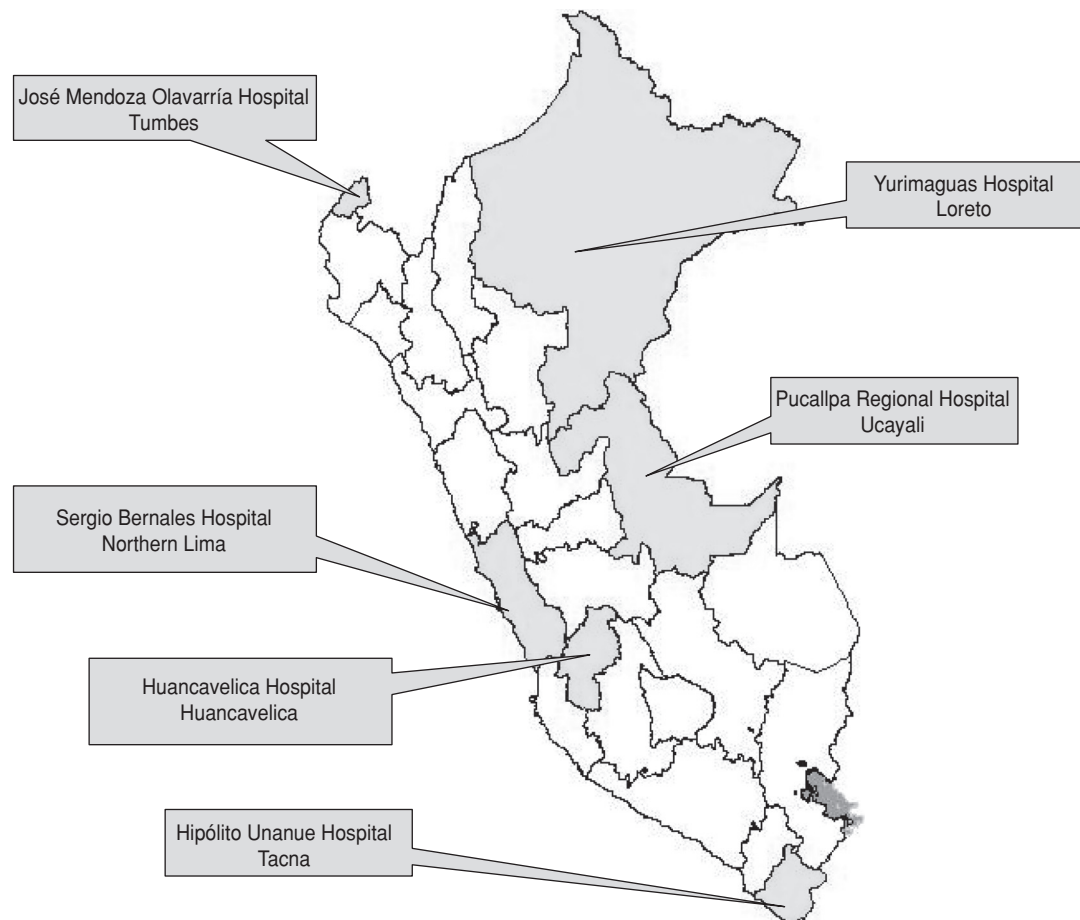 José Mendoza Olavarría Hospital
Tumbes
Yurimaguas Hospital
Loreto
Pucallpa Regional Hospital
Ucayali
Sergio Bernales Hospital
Northern Lima
Huancavelica Hospital
Huancavelica
Hipólito Unanue Hospital
Tacna